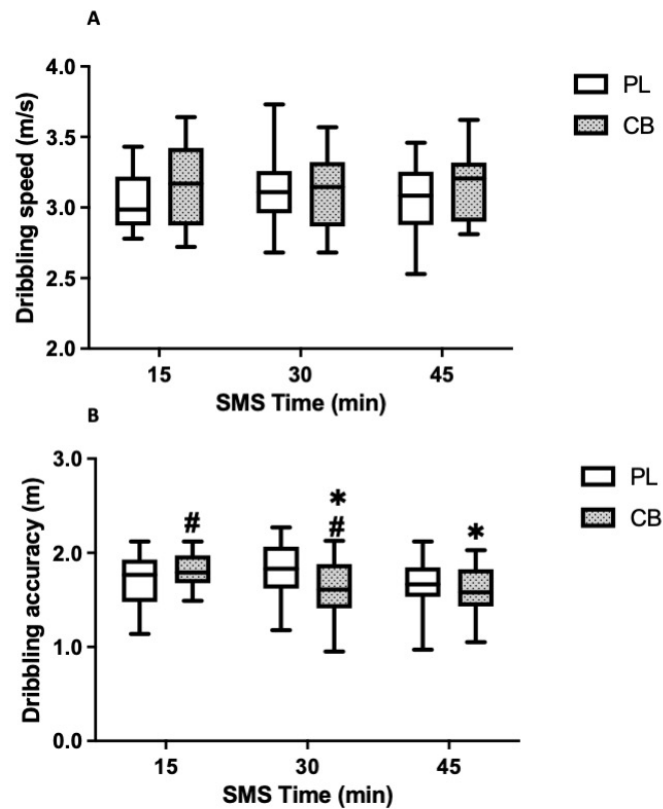 A
4.0
3.5
3.0
2.5
2.0
Dribbling speed (m/s)
15 30 45
SMS Time (min)
PL
CB
B
3.0
2.0
1.0
0.0
Dribbling accuracy (m)
#
*
#
*
15 30 45
SMS Time (min)
PL
CB